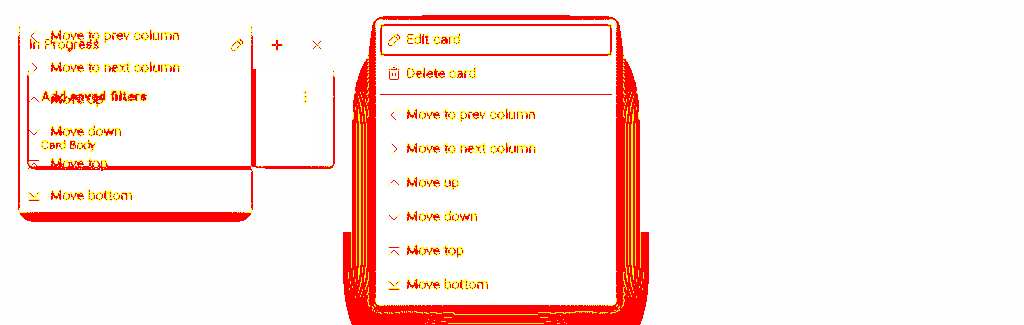 Move to prev column
In Progress
Move to next column
Add saved filters
Move up
Move down
Card Body
Move top
Move bottom
Edit card
Delete card
Move to prev column
Move to next column
Move up
Move down
Move top
Move bottom